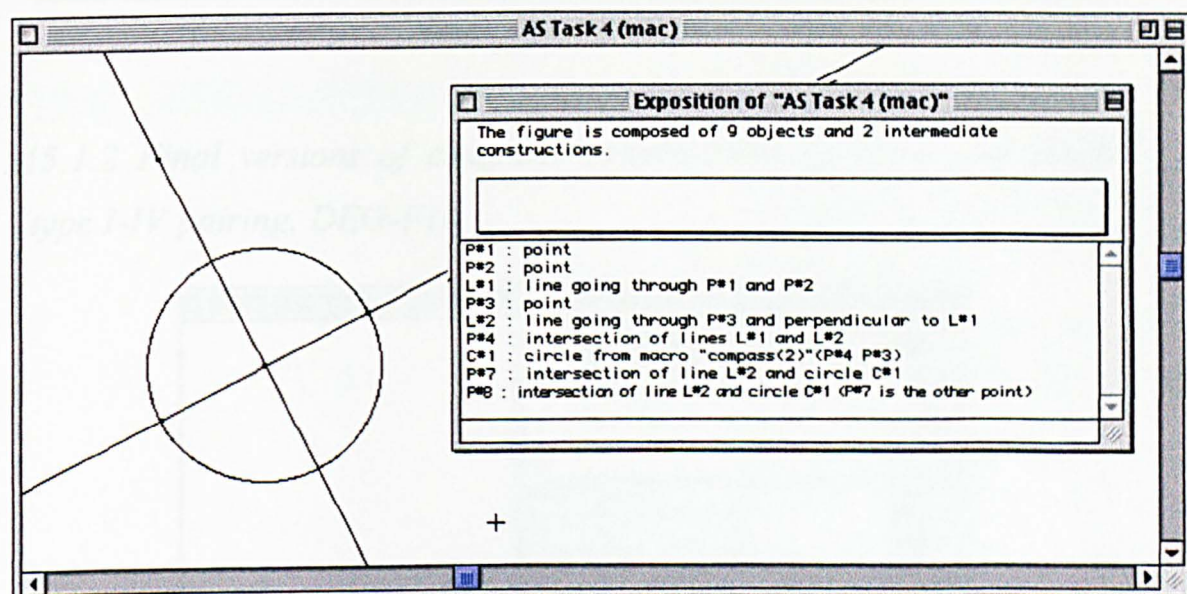 AS Task 4 (mac)
Exposition of "AS Task 4 (mac)"
The figure is composed of 9 objects and 2 intermediate
constructions.
P#1 : point
P#2 : point
L#1 : line going through P#1 and P#2
P#3 : point
L#2 : line going through P#3 and perpendicular to L#1
P#4 : intersection of lines L#1 and L#2
C#1 : circle from macro "compass(2)"(P#4 P#3)
P#7 : intersection of line L#2 and circle C#1
P#8 : intersection of line L#2 and circle C#1 (P#7 is the other point)